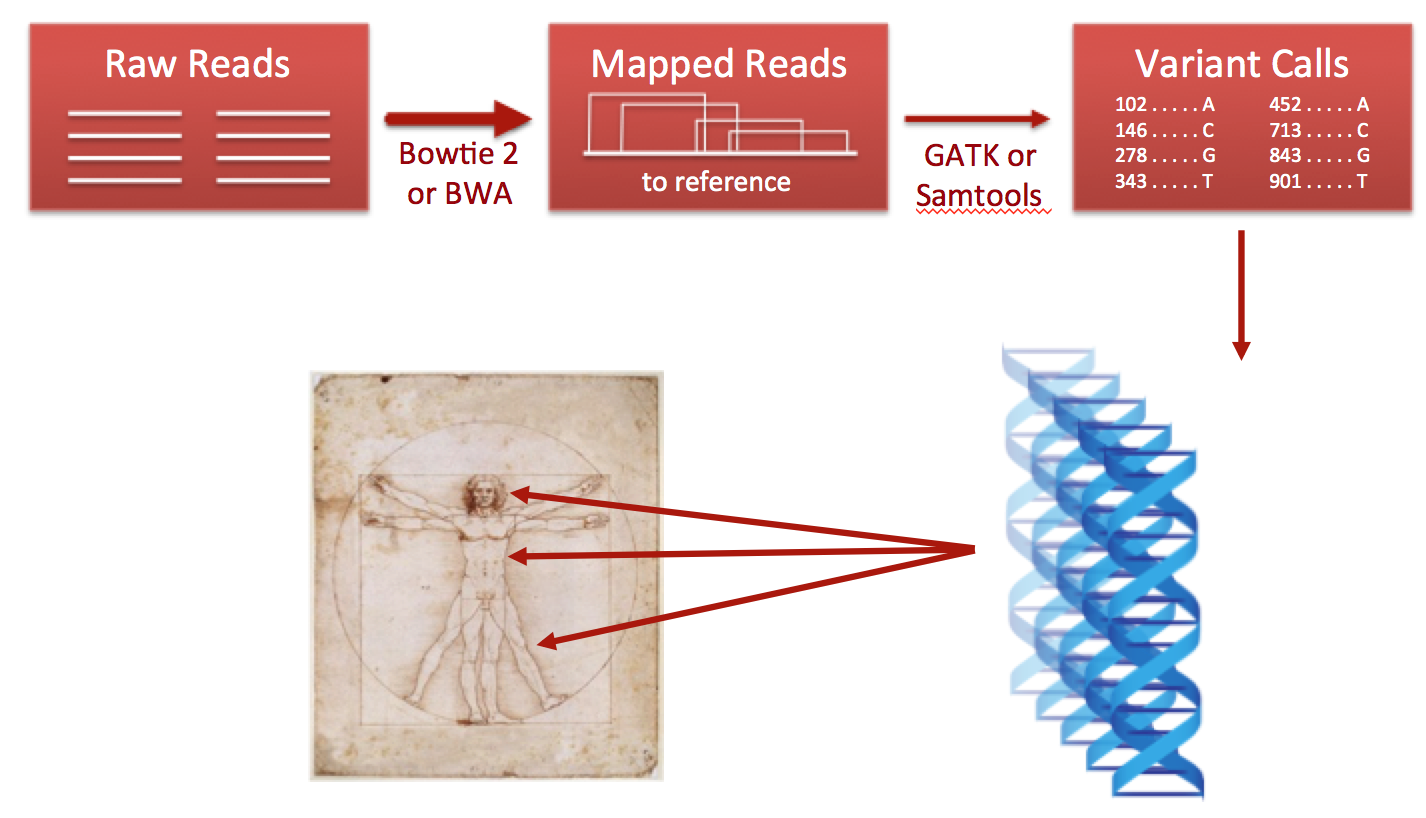 Raw Reads
Bowtie 2
or BWA
Mapped Reads
to reference
GATK or
Samtools
Variant Calls
102 . . . . . A 452 . . . . . A
146 . . . . . C 713 . . . . . C
278 . . . . . G 843 . . . . . G
343 . . . . . T 901 . . . . . T